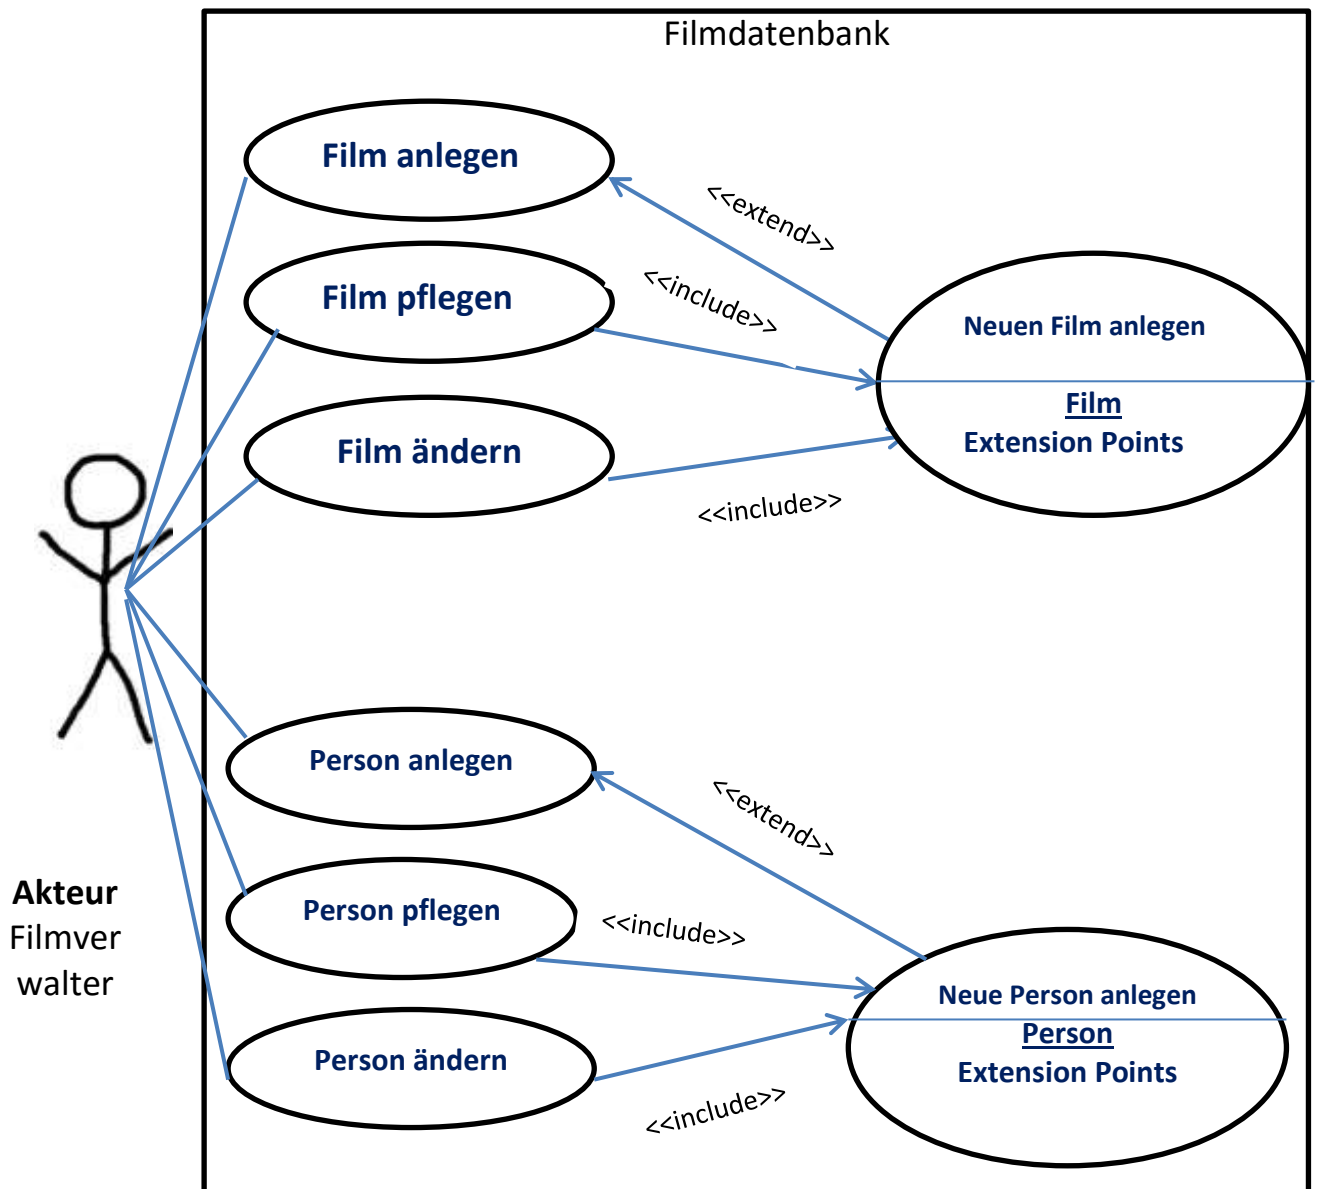 Filmdatenbank
Film anlegen
<<extend>>
Film pflegen
<<include>>
Neuen Film anlegen
Film
Extension Points
Film ändern
<<include>>
Person anlegen
<<extend>>
Akteur
Filmver
walter
Person pflegen
<<include>>
Neue Person anlegen
Person
Extension Points
Person ändern
<<include>>